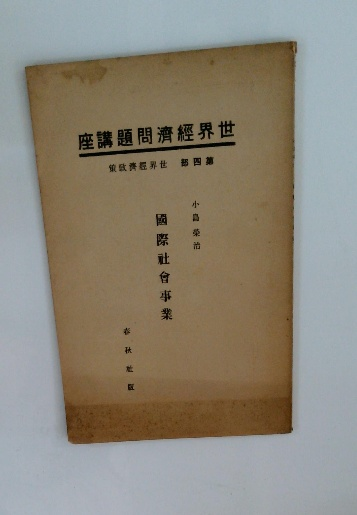 世界經濟問題講座
第四部 世界經濟政策
小島榮治
國際社會事業
春秋社版